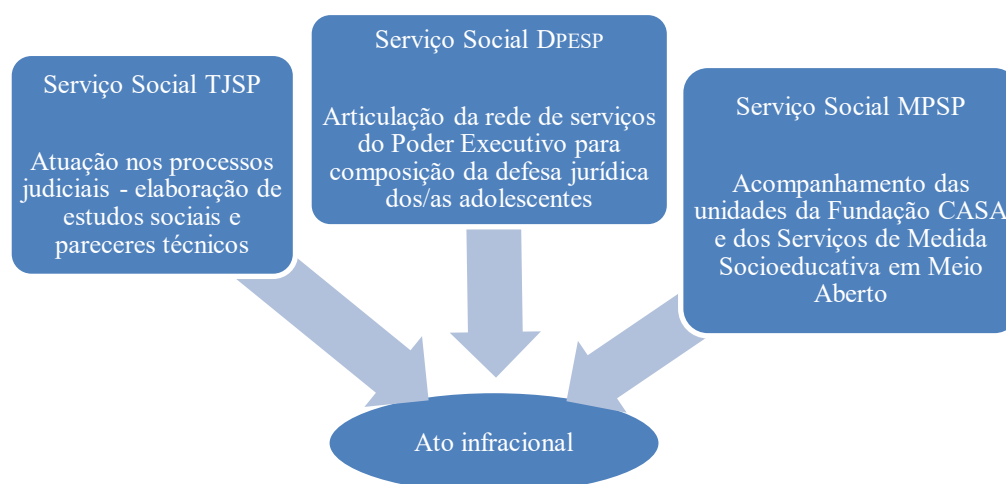 Serviço Social TJSP
Atuação nos processos
judiciais - elaboração de
estudos sociais e
pareceres técnicos
Serviço Social DPESP
Articulação da rede de serviços
do Poder Executivo para
composição da defesa jurídica
dos/as adolescentes
Serviço Social MPSP
Acompanhamento das
unidades da Fundação CASA
e dos Serviços de Medida
Socioeducativa em Meio
Aberto
Ato infracional